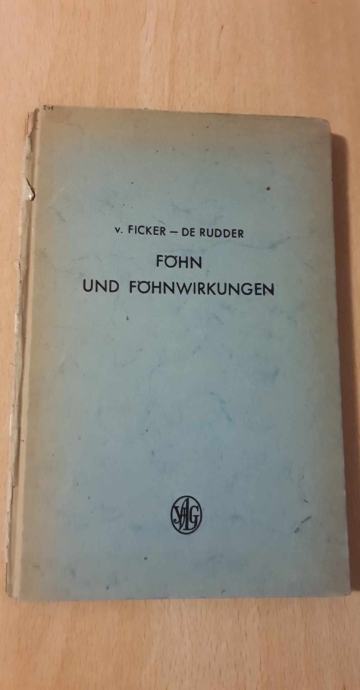 v. FICKER – DE RUDDER
FÖHN
UND FÖHNWIRKUNGEN